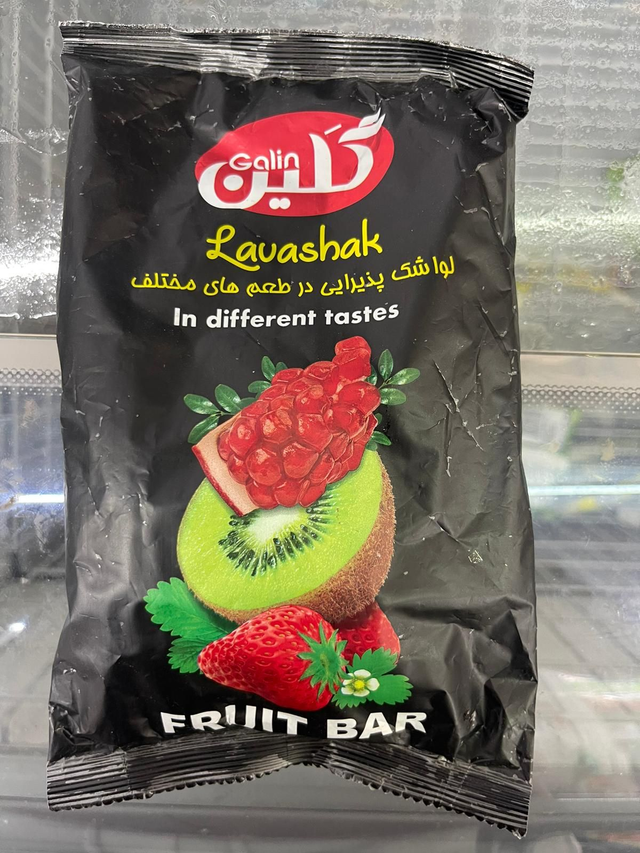 Galin
گلین
Lavashak
لواشک پذیرایی در طعم های مختلف
In different tastes
FRUIT BAR